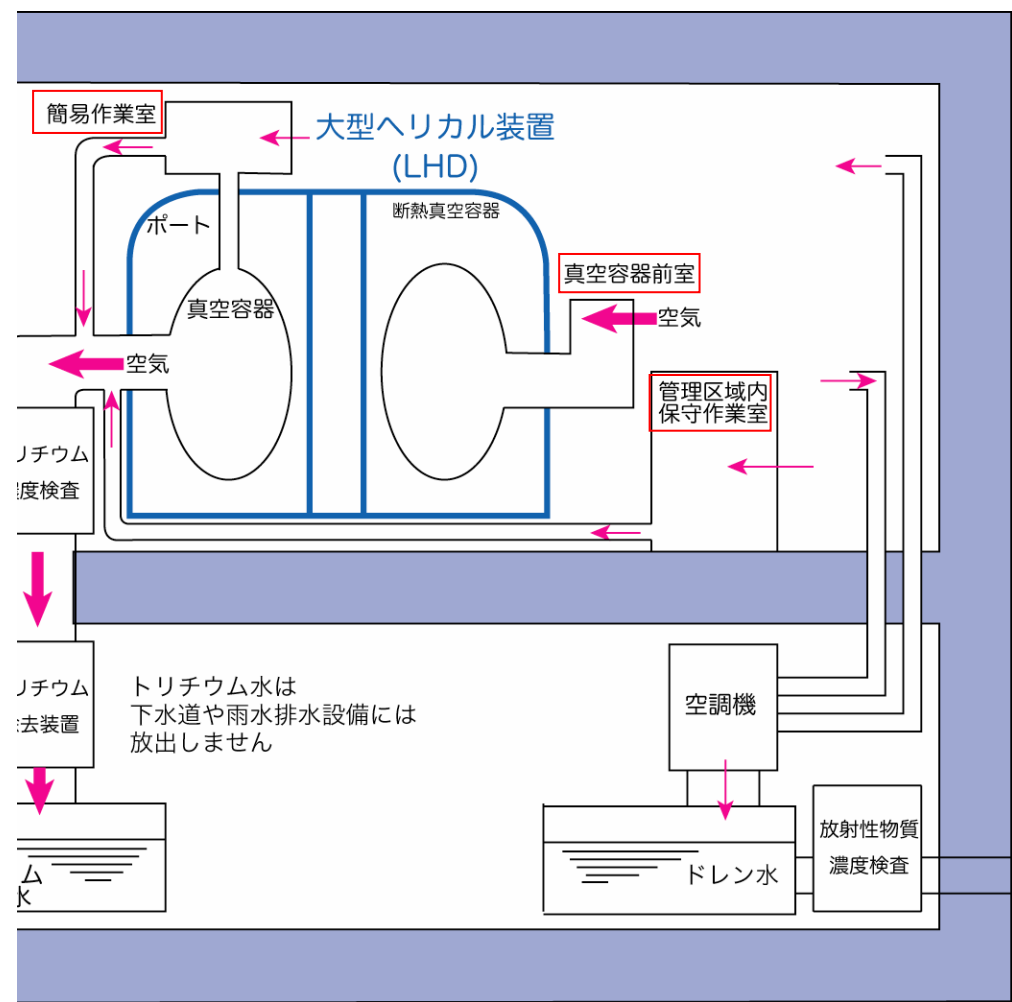 簡易作業室
大型ヘリカル装置
(LHD)
ポート
断熱真空容器
真空容器前室
真空容器
空気
空気
管理区域内
保守作業室
リチウム
度検査
リチウム
去装置
トリチウム水は
下水道や雨水排水設備には
放出しません
空調機
放射性物質
濃度検査
ドレン水
ム
水